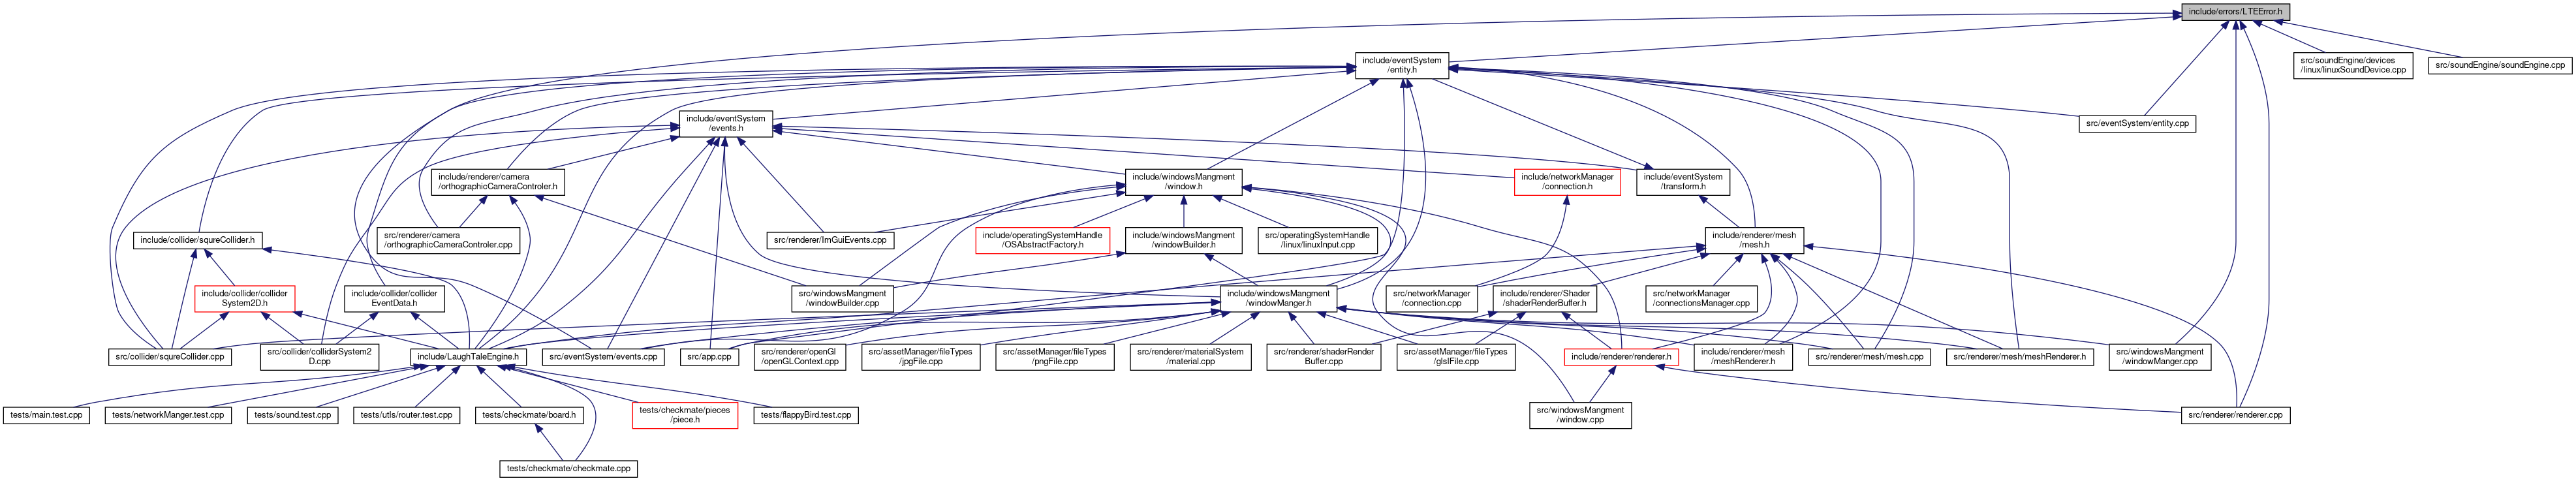 include/errors/LTEError.h
include/eventSystem
/entity.h
src/soundEngine/devices
/linux/linuxSoundDevice.cpp
src/soundEngine/soundEngine.cpp
include/eventSystem
/events.h
src/eventSystem/entity.cpp
include/renderer/camera
/orthographicCameraControler.h
include/windowsMangment
/window.h
include/networkManager
/connection.h
include/eventSystem
/transform.h
include/collider/squreCollider.h
src/renderer/camera
/orthographicCameraControler.cpp
src/renderer/ImGuiEvents.cpp
include/operatingSystemHandle
/OSAbstractFactory.h
include/windowsMangment
/windowBuilder.h
src/operatingSystemHandle
/linux/linuxInput.cpp
include/renderer/mesh
/mesh.h
include/collider/collider
System2D.h
include/collider/collider
EventData.h
src/windowsMangment
/windowBuilder.cpp
include/windowsMangment
/windowManger.h
src/networkManager
/connection.cpp
include/renderer/Shader
/shaderRenderBuffer.h
src/networkManager
/connectionsManager.cpp
src/collider/squreCollider.cpp
src/collider/colliderSystem2
D.cpp
include/LaughTaleEngine.h
src/eventSystem/events.cpp
src/app.cpp
src/renderer/openGl
/openGLContext.cpp
src/assetManager/fileTypes
/jpgFile.cpp
src/assetManager/fileTypes
/pngFile.cpp
src/renderer/materialSystem
/material.cpp
src/renderer/shaderRender
Buffer.cpp
src/assetManager/fileTypes
/glslFile.cpp
include/renderer/renderer.h
include/renderer/mesh
/meshRenderer.h
src/renderer/mesh/mesh.cpp
src/renderer/mesh/meshRenderer.h
src/windowsMangment
/windowManger.cpp
tests/main.test.cpp
tests/networkManger.test.cpp
tests/sound.test.cpp
tests/utls/router.test.cpp
tests/checkmate/board.h
tests/checkmate/pieces
/piece.h
tests/flappyBird.test.cpp
src/windowsMangment
/window.cpp
src/renderer/renderer.cpp
tests/checkmate/checkmate.cpp